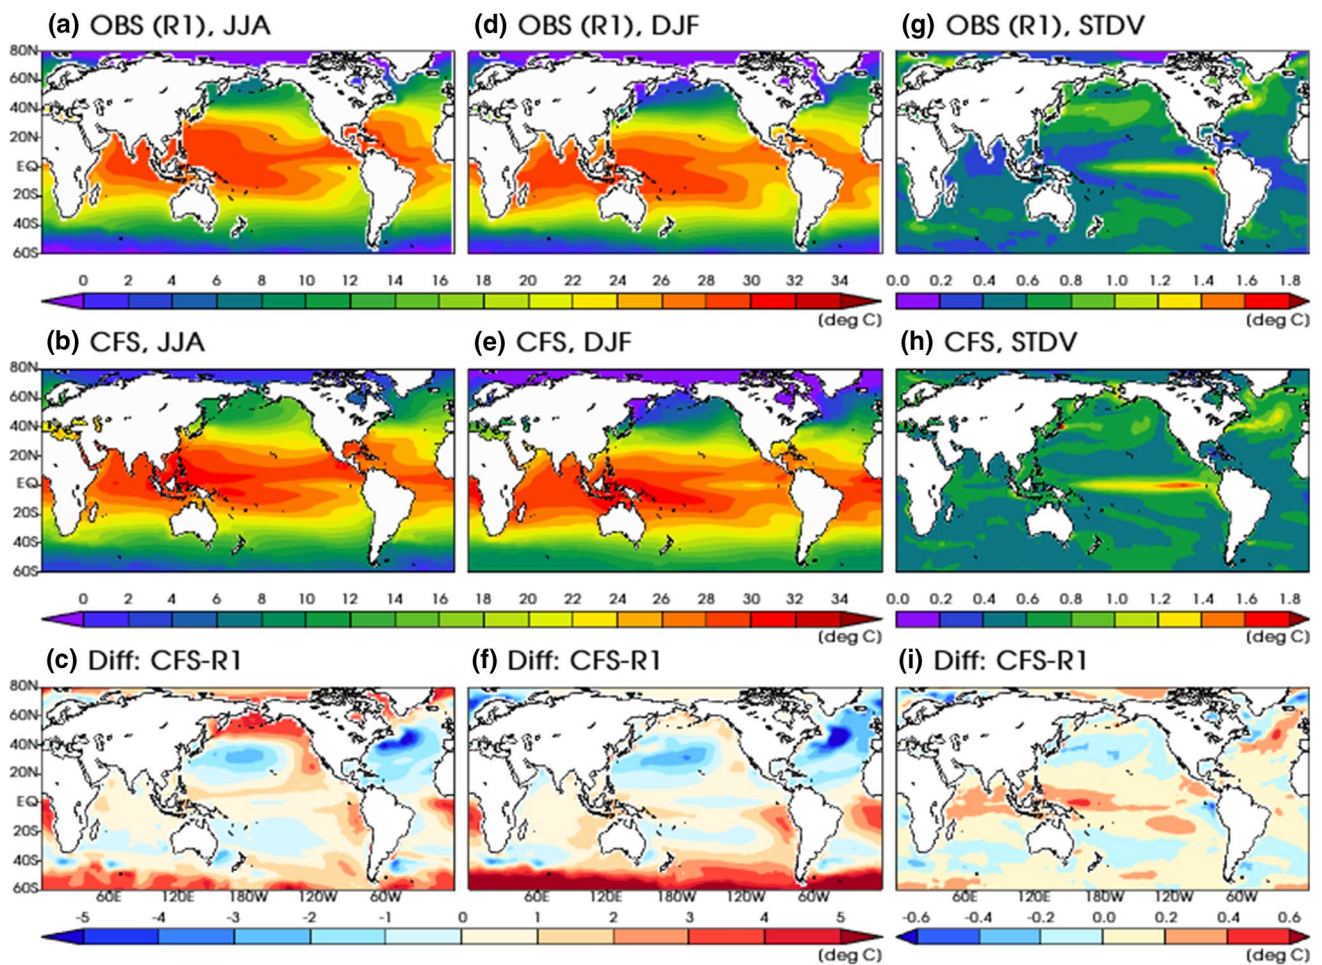 (a) OBS (R1), JJA (d) OBS (R1), DJF (g) OBS (R1), STDV
80N
60N
40N
20N
EQ
20S
40S
60S
0 2 4 6 8 10 12 14 16 18 20 22 24 26 28 30 32 34
(deg C)
0.0 0.2 0.4 0.6 0.8 1.0 1.2 1.4 1.6 1.8
(deg C)
(b) CFS, JJA (e) CFS, DJF (h) CFS, STDV
80N
60N
40N
20N
EQ
20S
40S
60S
0 2 4 6 8 10 12 14 16 18 20 22 24 26 28 30 32 34
(deg C)
0.0 0.2 0.4 0.6 0.8 1.0 1.2 1.4 1.6 1.8
(deg C)
(c) Diff: CFS-R1 (f) Diff: CFS-R1 (i) Diff: CFS-R1
80N
60N
40N
20N
EQ
20S
40S
60S
60E 120E 180W 120W 60W 60E 120E 180W 120W 60W 60E 120E 180W 120W 60W
-5 -4 -3 -2 -1 0 1 2 3 4 5
(deg C)
-0.6 -0.4 -0.2 0.0 0.2 0.4 0.6
(deg C)